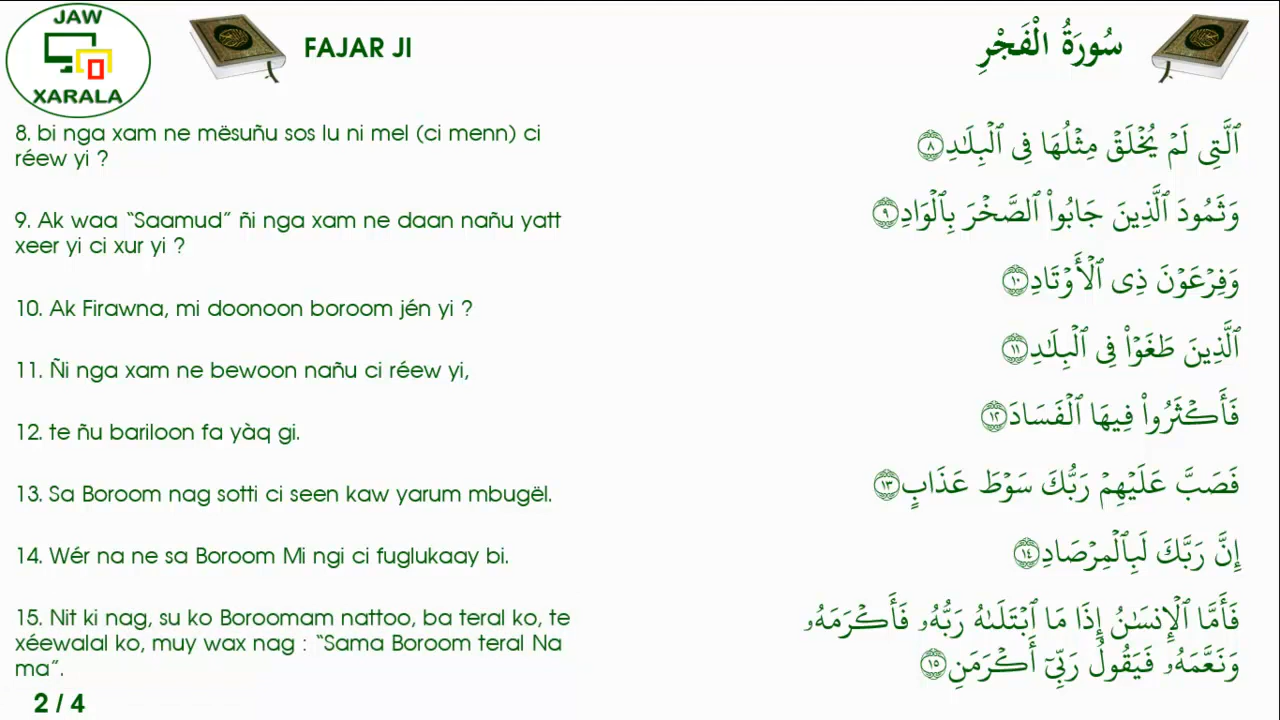 JAW
XARALA
FAJAR JI
سُورَةُ الْفَجْرِ
8. bi nga xam ne mësuñu sos lu ni mel (ci menn) ci
réew yi ?
9. Ak waa “Saamud” ñi nga xam ne daan nañu yatt
xeer yi ci xur yi ?
10. Ak Firawna, mi doonoon boroom jén yi ?
11. Ñi nga xam ne bewoon nañu ci réew yi,
12. te ñu bariloon fa yàq gi.
13. Sa Boroom nag sotti ci seen kaw yarum mbugël.
14. Wér na ne sa Boroom Mi ngi ci fuglukaay bi.
15. Nit ki nag, su ko Boroomam nattoo, ba teral ko, te
xéewalal ko, muy wax nag : “Sama Boroom teral Na
ma”.
ٱلَّتِى لَمْ يُخْلَقْ مِثْلُهَا فِى ٱلْبِلَـٰدِ ٨
وَثَمُودَ ٱلَّذِينَ جَابُوا۟ ٱلصَّخْرَ بِٱلْوَادِ ٩
وَفِرْعَوْنَ ذِى ٱلْأَوْتَادِ ١٠
ٱلَّذِينَ طَغَوْا۟ فِى ٱلْبِلَـٰدِ ١١
فَأَكْثَرُوا۟ فِيهَا ٱلْفَسَادَ ١٢
فَصَبَّ عَلَيْهِمْ رَبُّكَ سَوْطَ عَذَابٍ ١٣
إِنَّ رَبَّكَ لَبِٱلْمِرْصَادِ ١٤
فَأَمَّا ٱلْإِنسَـٰنُ إِذَا مَا ٱبْتَلَىٰهُ رَبُّهُۥ فَأَكْرَمَهُۥ
وَنَعَّمَهُۥ فَيَقُولُ رَبِّىٓ أَكْرَمَنِ ١٥
2 / 4